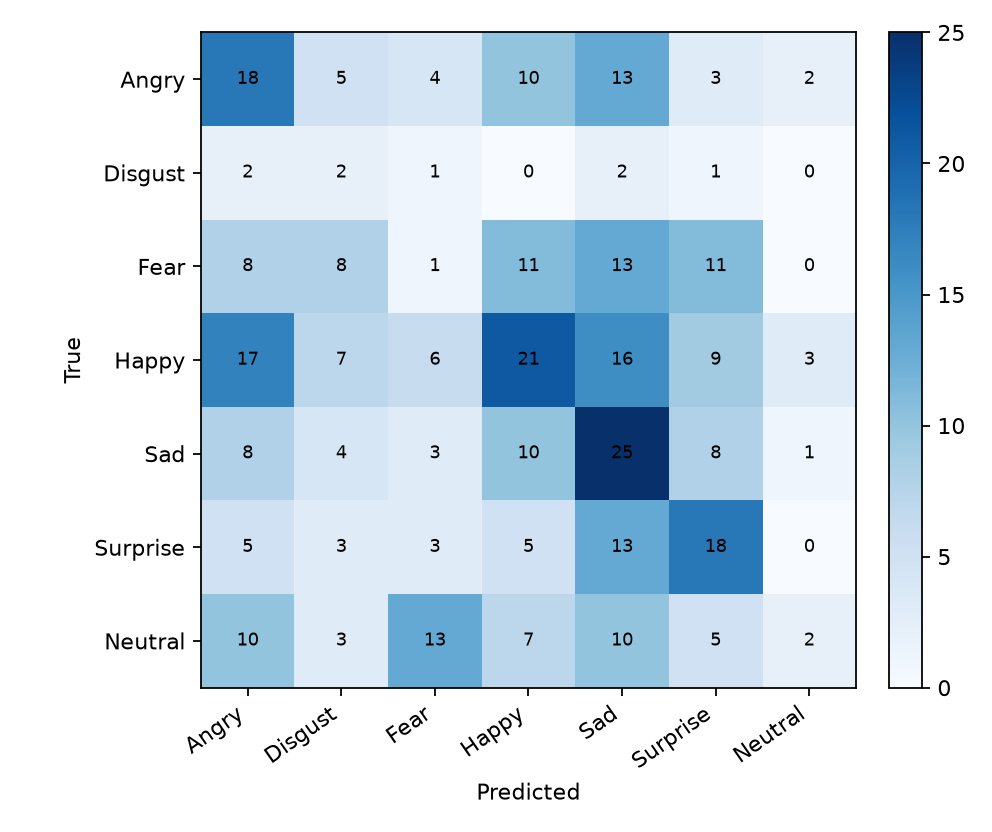 25
Angry 18 5 4 10 13 3 2
20
Disgust 2 2 1 0 2 1 0
Fear 8 8 1 11 13 11 0
15
True
Happy 17 7 6 21 16 9 3
10
Sad 8 4 3 10 25 8 1
Surprise 5 3 3 5 13 18 0
5
Neutral 10 3 13 7 10 5 2
0
Angry Disgust Fear Happy Sad Surprise Neutral
Predicted